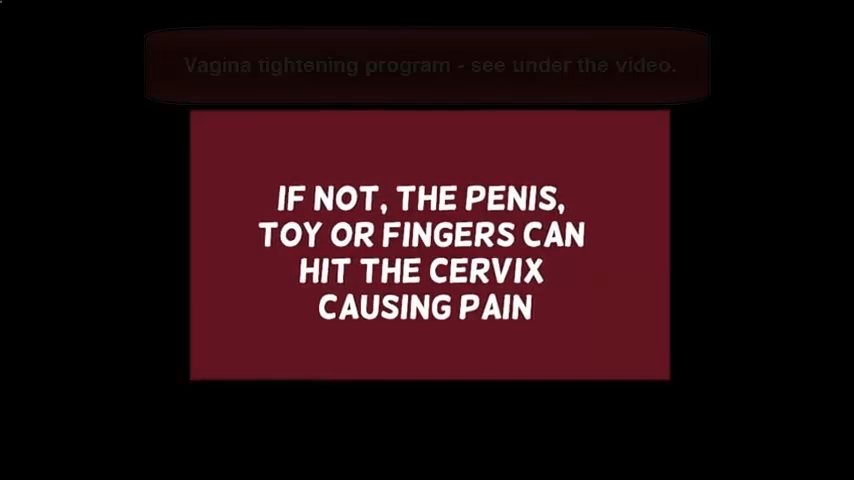 Vagina tightening program - see under the video.
IF NOT, THE PENIS,
TOY OR FINGERS CAN
HIT THE CERVIX
CAUSING PAIN